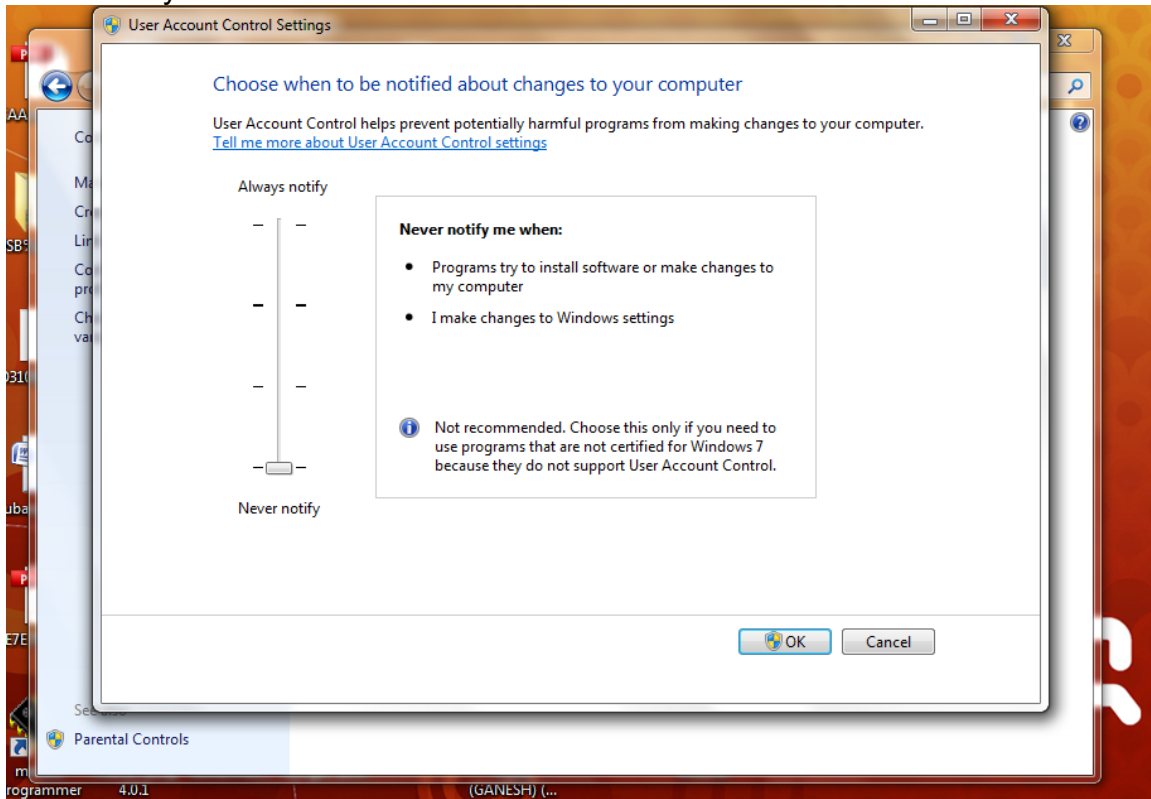 User Account Control Settings
Choose when to be notified about changes to your computer
User Account Control helps prevent potentially harmful programs from making changes to your computer.
Tell me more about User Account Control settings
Always notify
Never notify me when:
• Programs try to install software or make changes to
my computer
• I make changes to Windows settings
Not recommended. Choose this only if you need to
use programs that are not certified for Windows 7
because they do not support User Account Control.
Never notify
OK Cancel
Parental Controls
rogrammer 4.0.1 (GANESH) (...